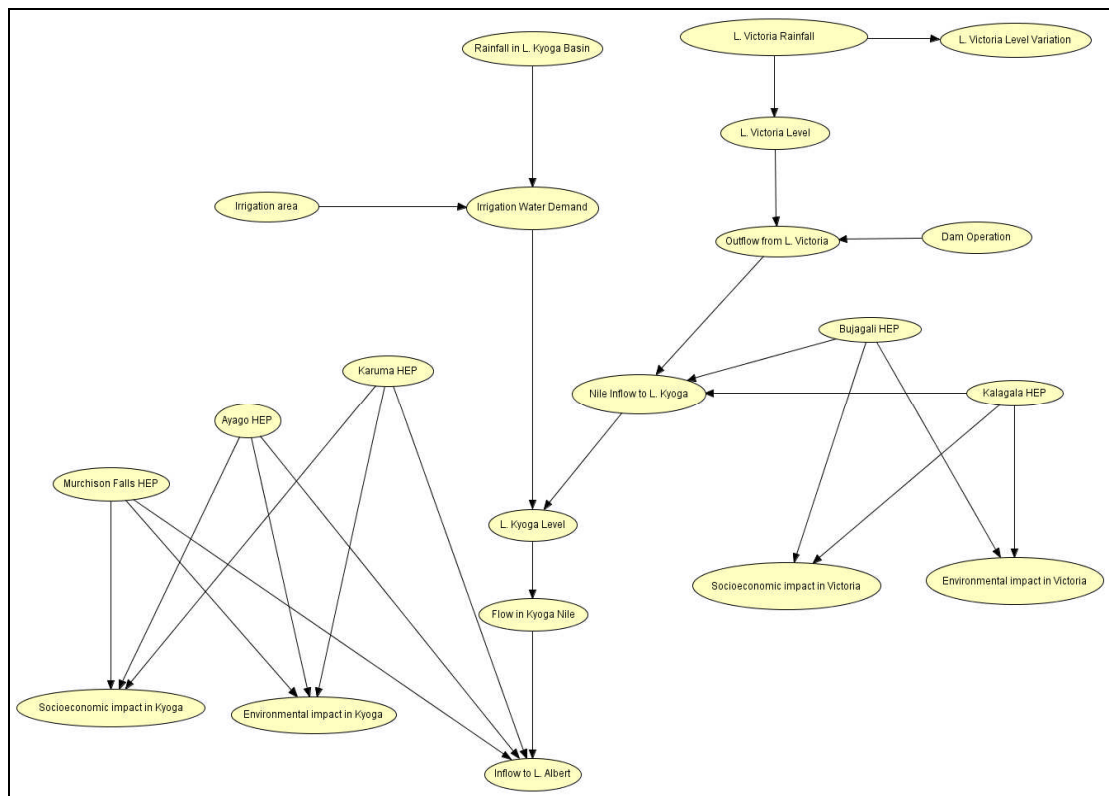 L. Victoria Rainfall
L. Victoria Level Variation
Rainfall in L. Kyoga Basin
L. Victoria Level
Irrigation area
Irrigation Water Demand
Outflow from L. Victoria
Dam Operation
Bujagali HEP
Karuma HEP
Nile Inflow to L. Kyoga
Kalagala HEP
Ayago HEP
Murchison Falls HEP
L. Kyoga Level
Socioeconomic impact in Victoria
Environmental impact in Victoria
Flow in Kyoga Nile
Socioeconomic impact in Kyoga
Environmental impact in Kyoga
Inflow to L. Albert